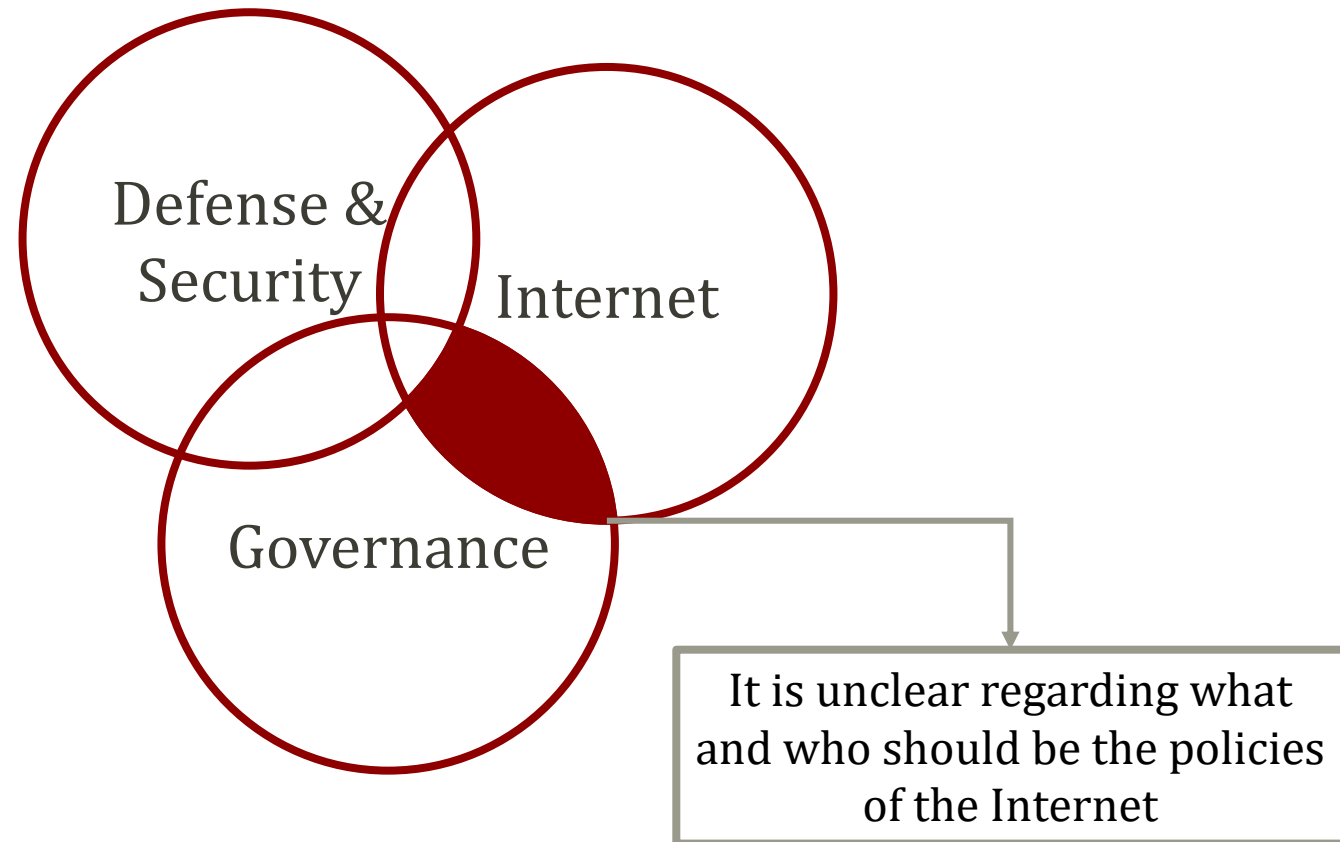 Defense &
Security
Internet
Governance
It is unclear regarding what
and who should be the policies
of the Internet